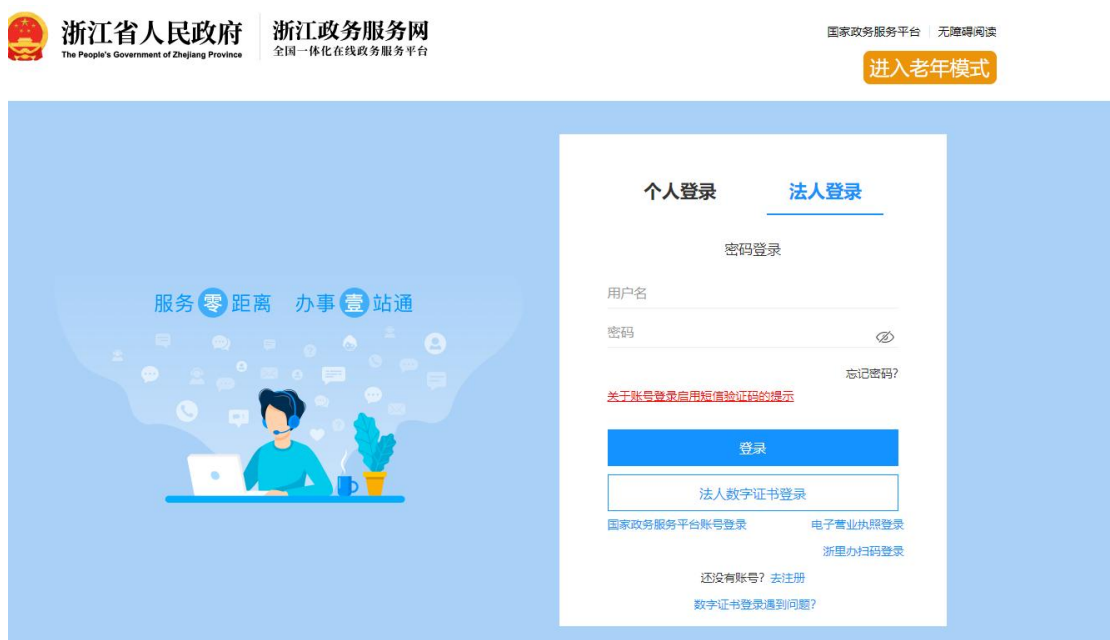 浙江省人民政府
The People's Government of Zhejiang Province
浙江政务服务网
全国一体化在线政务服务平台
国家政务服务平台 无障碍阅读
进入老年模式
个人登录 法人登录
密码登录
服务零距离 办事壹站通
用户名
密码
忘记密码?
关于账号登录启用短信验证码的提示
登录
法人数字证书登录
国家政务服务平台账号登录 电子营业执照登录
浙里办扫码登录
还没有账号? 去注册
数字证书登录遇到问题?